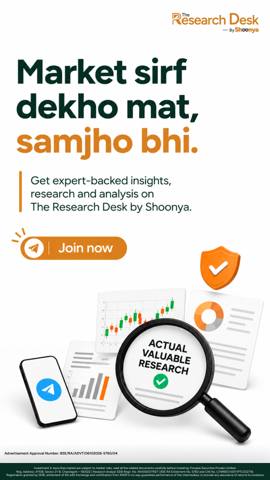 The
Research Desk
— By Shoonya
Market sirf
dekho mat,
samjho bhi.
Get expert-backed insights,
research and analysis on
The Research Desk by Shoonya.
Join now
ACTUAL
VALUABLE
RESEARCH